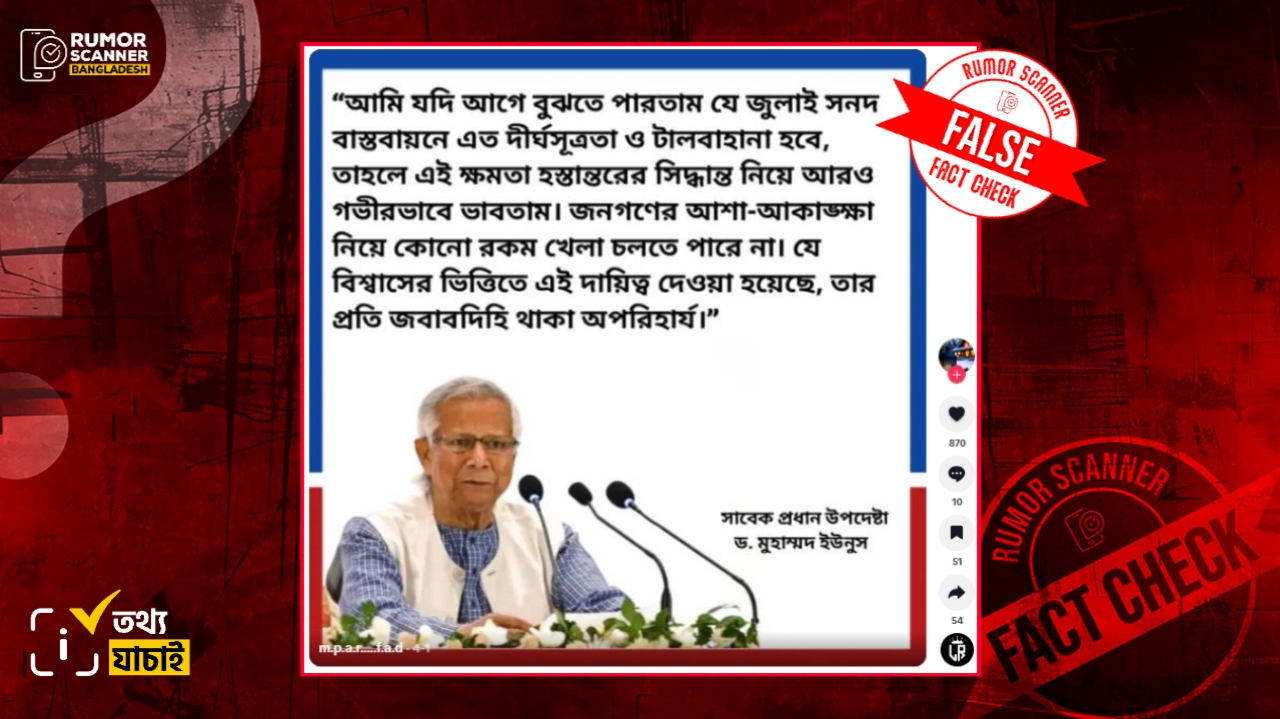 RUMOR
SCANNER
BANGLADESH
“আমি যদি আগে বুঝতে পারতাম যে জুলাই সনদ
বাস্তবায়নে এত দীর্ঘসূত্রতা ও টালবাহানা হবে,
তাহলে এই ক্ষমতা হস্তান্তরের সিদ্ধান্ত নিয়ে আরও
গভীরভাবে ভাবতাম। জনগণের আশা-আকাঙ্ক্ষা
নিয়ে কোনো রকম খেলা চলতে পারে না। যে
বিশ্বাসের ভিত্তিতে এই দায়িত্ব দেওয়া হয়েছে, তার
প্রতি জবাবদিহি থাকা অপরিহার্য।”
RUMOR SCANNER
FALSE
FACT CHECK
সাবেক প্রধান উপদেষ্টা
ড. মুহাম্মদ ইউনুস
870
10
51
54
m.p.a.r.....f.a.d - 4-1
তথ্য
যাচাই
RUMOR SCANNER
FACT CHECK